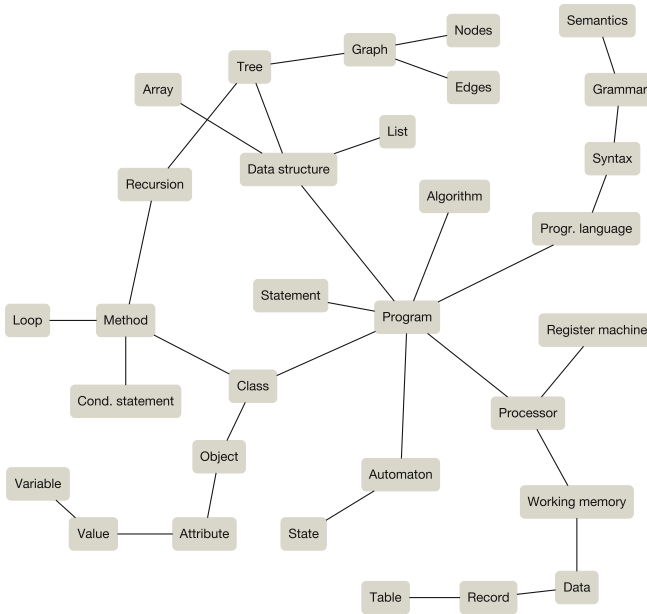 Semantics
Nodes
Graph
Tree
Array
Edges
Grammar
List
Syntax
Data structure
Recursion
Algorithm
Progr. language
Statement
Program
Loop
Method
Register machine
Class
Cond. statement
Processor
Object
Automaton
Variable
Working memory
Value
Attribute
State
Data
Table
Record